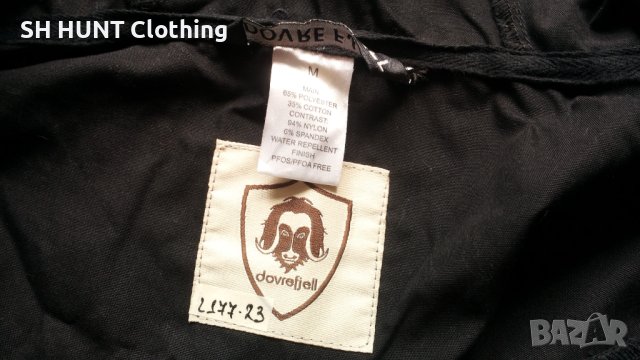 SH HUNT Clothing
DOVRE F
M
MAIN
65% POLYESTER
35% COTTON
CONTRAST
94% NYLON
6% SPANDEX
WATER REPELLENT
FINISH
PFOS/PFOA FREE
dovrefjell
2177-23
BAZAR